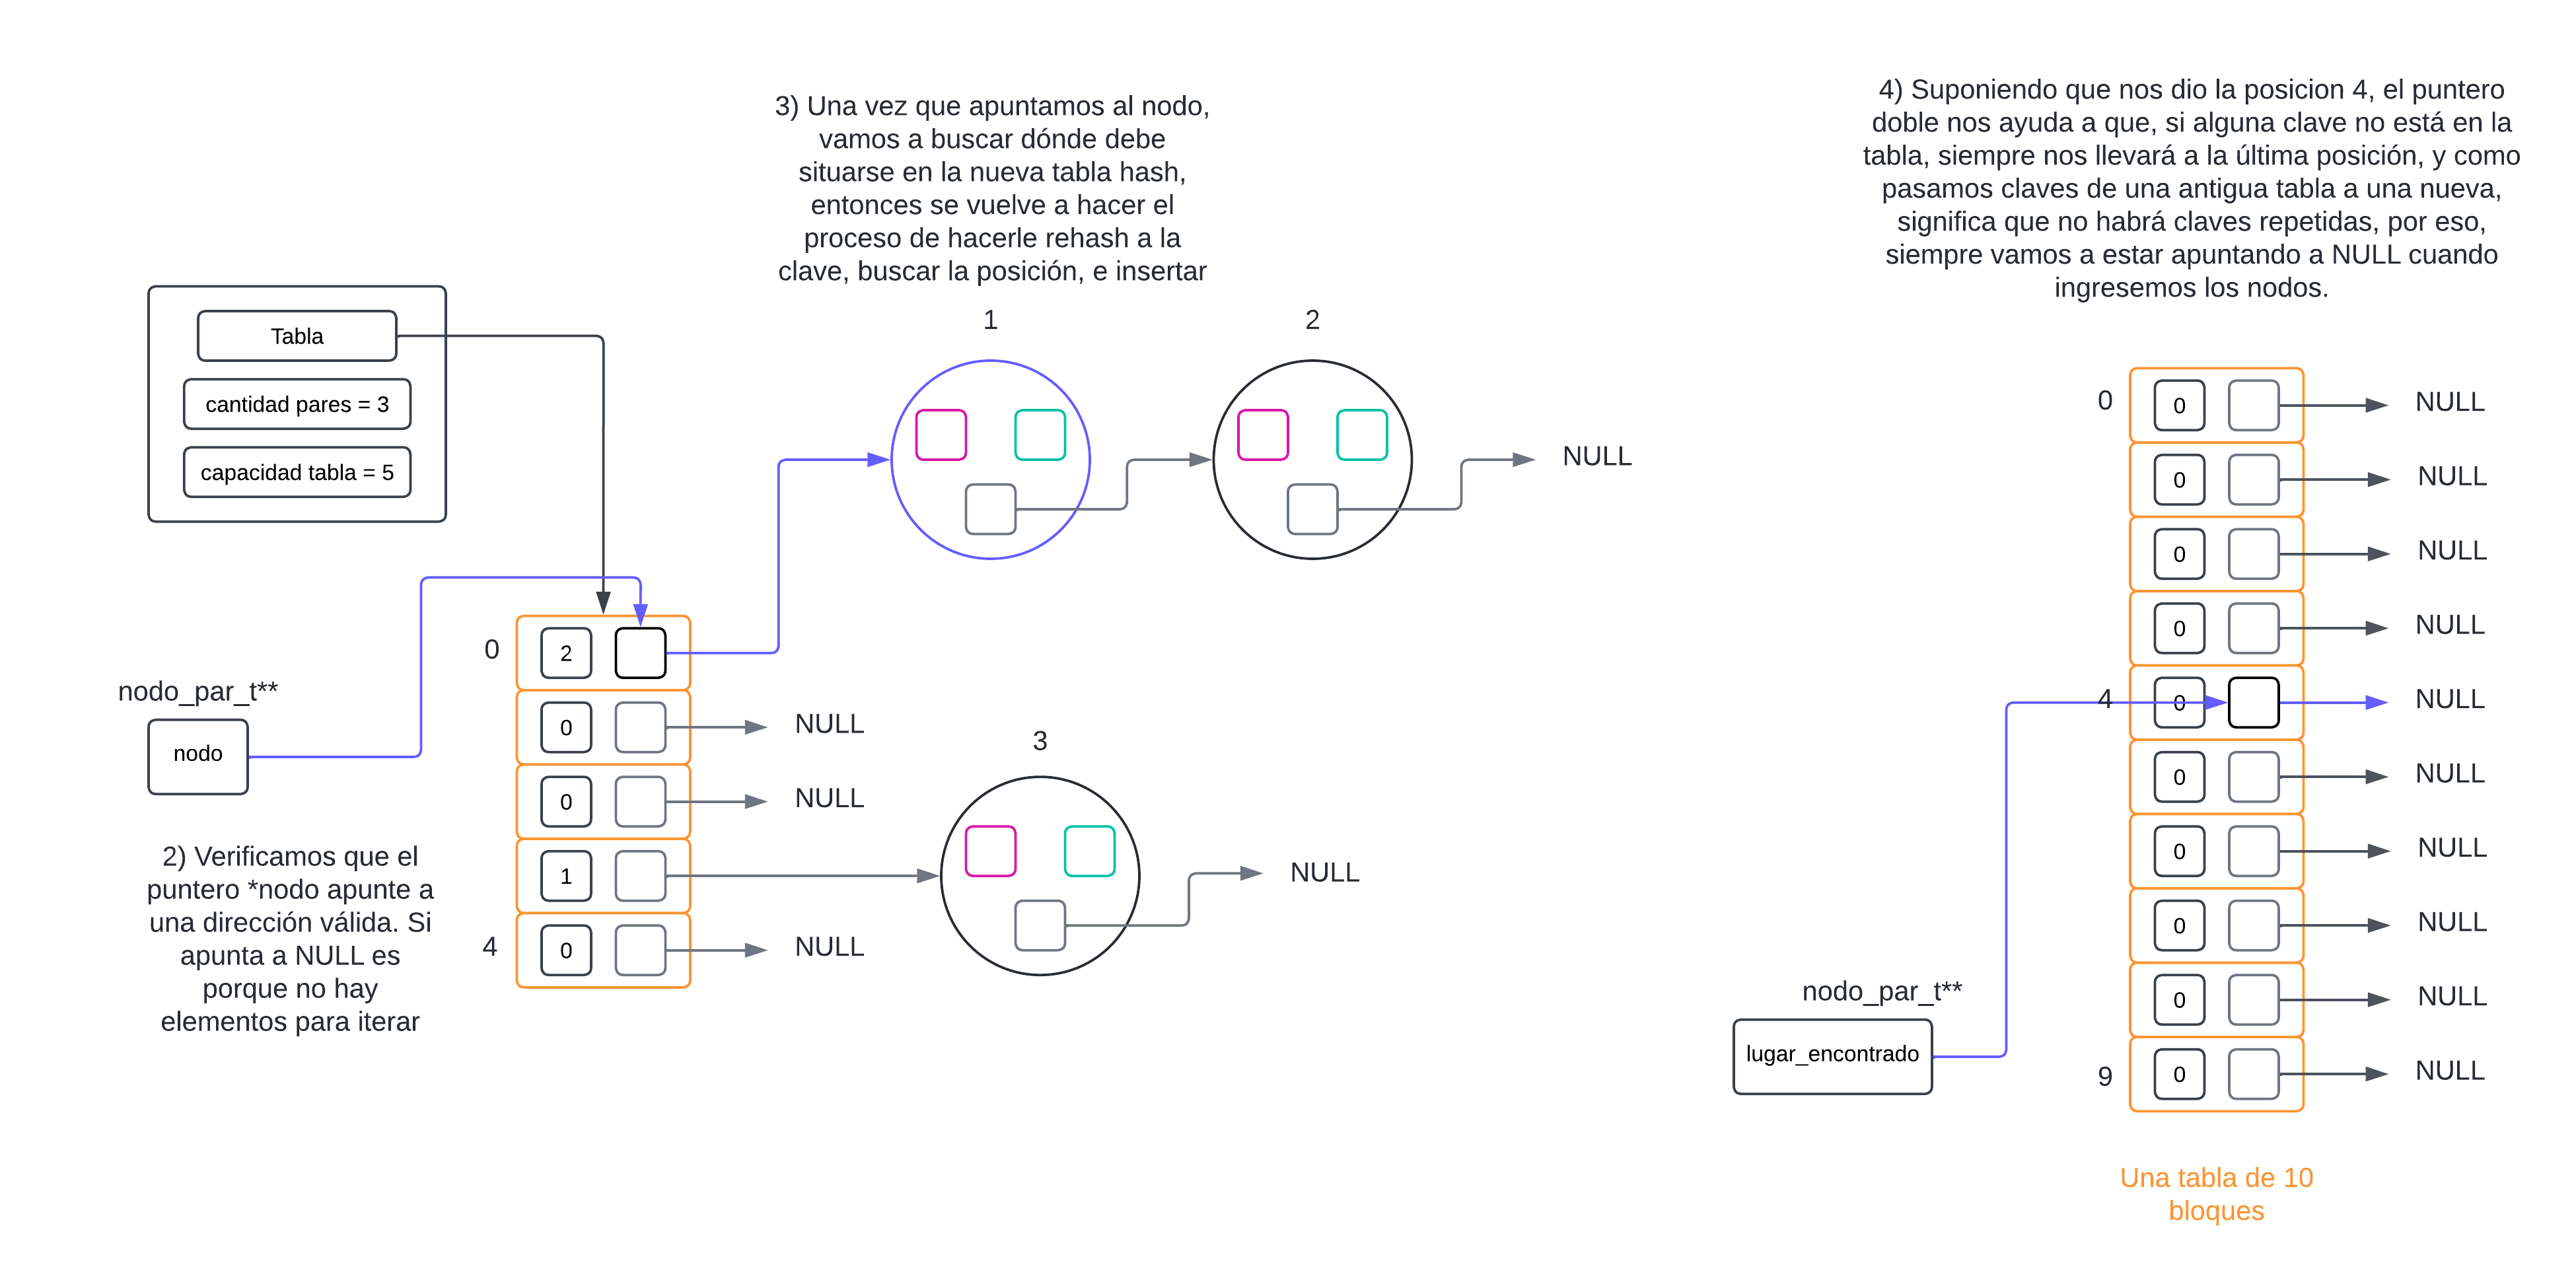 3) Una vez que apuntamos al nodo,
vamos a buscar dónde debe
situarse en la nueva tabla hash,
entonces se vuelve a hacer el
proceso de hacerle rehash a la
clave, buscar la posición, e insertar
4) Suponiendo que nos dio la posicion 4, el puntero
doble nos ayuda a que, si alguna clave no está en la
tabla, siempre nos llevará a la última posición, y como
pasamos claves de una antigua tabla a una nueva,
significa que no habrá claves repetidas, por eso,
siempre vamos a estar apuntando a NULL cuando
ingresemos los nodos.
Tabla
cantidad pares = 3
capacidad tabla = 5
1
2
NULL
0
2
0
NULL
0
NULL
1
4
0
NULL
3
NULL
nodo_par_t**
nodo
2) Verificamos que el
puntero *nodo apunte a
una dirección válida. Si
apunta a NULL es
porque no hay
elementos para iterar
0
0
NULL
0
NULL
0
NULL
0
NULL
4
0
NULL
0
NULL
0
NULL
0
NULL
0
NULL
9
0
NULL
nodo_par_t**
lugar_encontrado
Una tabla de 10
bloques